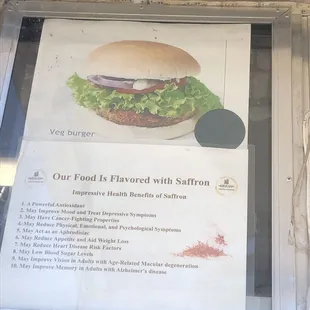 Veg burger
Our Food Is Flavored with Saffron
Impressive Health Benefits of Saffron
1. A Powerful Antioxidant
2. May Improve Mood and Treat Depressive Symptoms
3. May Have Cancer-Fighting Properties
4. May Reduce Physical, Emotional, and Psychological Symptoms
5. May Act as an Aphrodisiac
6. May Reduce Appetite and Aid Weight Loss
7. May Reduce Heart Disease Risk Factors
8. May Low Blood Sugar Levels
9. May Improve Vision in Adults with Age-Related Macular degeneration
10. May Improve Memory in Adults with Alzheimer's disease